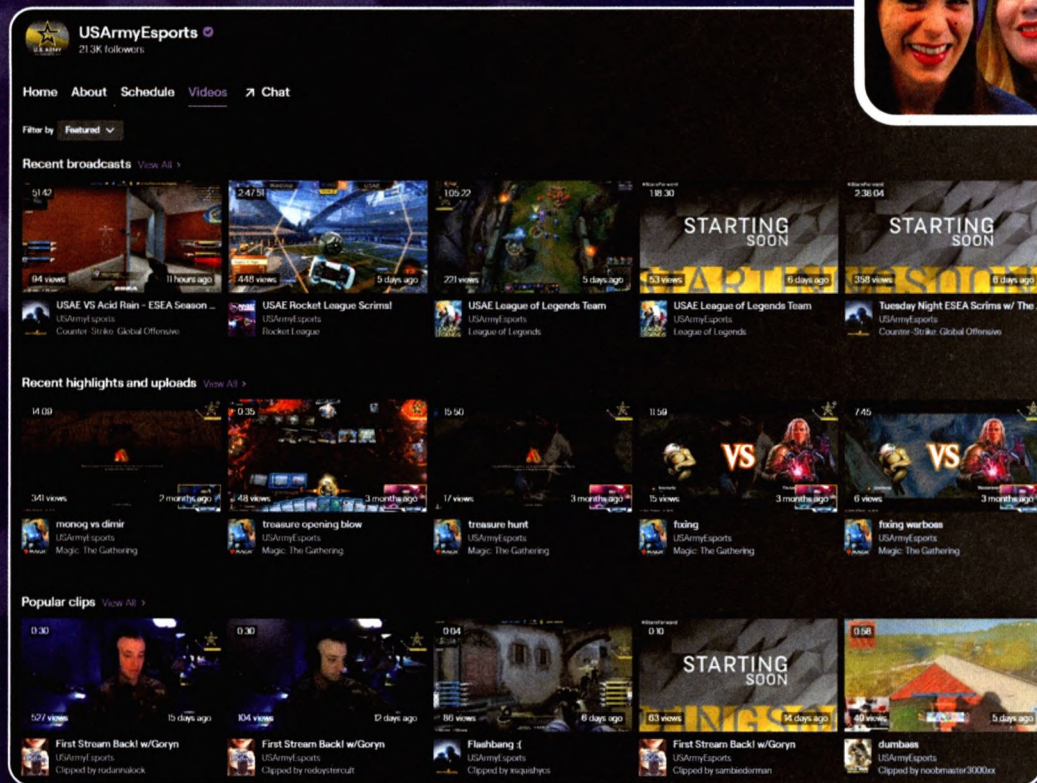 USArmyEsports
21.3K followers
U.S. ARMY
Home About Schedule Videos Chat
Filter by Featured
Recent broadcasts View All
51:42
94 views
11 hours ago
USAE VS Acid Rain - ESEA Season ...
USArmyEsports
Counter-Strike: Global Offensive
2:47:51
448 views
5 days ago
USAE Rocket League Scrims!
USArmyEsports
Rocket League
1:05:22
221 views
5 days ago
USAE League of Legends Team
USArmyEsports
League of Legends
1:18:30
STARTING
SOON
53 views
6 days ago
USAE League of Legends Team
USArmyEsports
League of Legends
2:36:04
STARTING
SOON
358 views
6 days ago
Tuesday Night ESEA Scrims w/ The
USArmyEsports
Counter-Strike: Global Offensive
Recent highlights and uploads View All
14:09
341 views
2 months ago
monog vs dimir
USArmyEsports
Magic: The Gathering
0:35
48 views
3 months ago
treasure opening blow
USArmyEsports
Magic: The Gathering
15:50
17 views
3 months ago
treasure hunt
USArmyEsports
Magic: The Gathering
11:59
VS
15 views
3 months ago
fixing
USArmyEsports
Magic: The Gathering
7:45
VS
6 views
3 months ago
fixing warboss
USArmyEsports
Magic: The Gathering
Popular clips View All
0:30
527 views
15 days ago
First Stream Back! w/Goryn
USArmyEsports
Clipped by rodannalock
0:30
104 views
12 days ago
First Stream Back! w/Goryn
USArmyEsports
Clipped by redoystercult
0:04
86 views
6 days ago
Flashbang :(
USArmyEsports
Clipped by xsquishycs
0:10
STARTING
SOON
63 views
14 days ago
First Stream Back! w/Goryn
USArmyEsports
Clipped by sambiederman
0:58
49 views
5 days ago
dumbass
USArmyEsports
Clipped by noobmaster3000xx